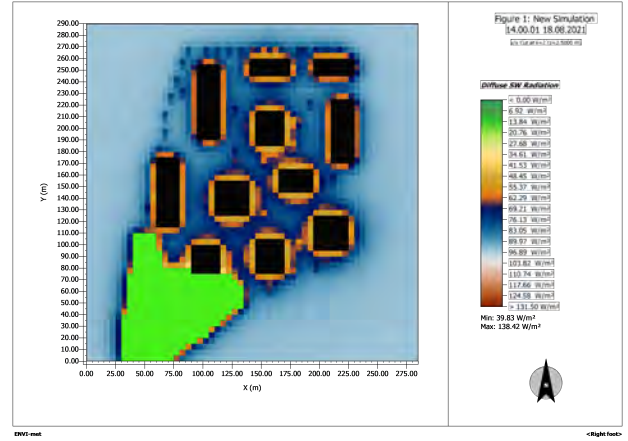 Figure 1: New Simulation
14.00.01 18.08.2021
290.00
280.00
270.00
260.00
250.00
240.00
230.00
220.00
210.00
200.00
190.00
180.00
170.00
160.00
150.00
140.00
130.00
120.00
110.00
100.00
90.00
80.00
70.00
60.00
50.00
40.00
30.00
20.00
10.00
0.00
Y (m)
0.00 25.00 50.00 75.00 100.00 125.00 150.00 175.00 200.00 225.00 250.00 275.00
X (m)
Diffuse SW Radiation
< 0.00 W/m²
6.92 W/m²
13.84 W/m²
20.76 W/m²
27.68 W/m²
34.61 W/m²
41.53 W/m²
48.45 W/m²
55.37 W/m²
62.29 W/m²
69.21 W/m²
76.13 W/m²
83.05 W/m²
89.97 W/m²
96.89 W/m²
103.82 W/m²
110.74 W/m²
117.66 W/m²
124.58 W/m²
> 131.50 W/m²
Min: 39.83 W/m²
Max: 138.42 W/m²
ENVI-met
<Right foot>